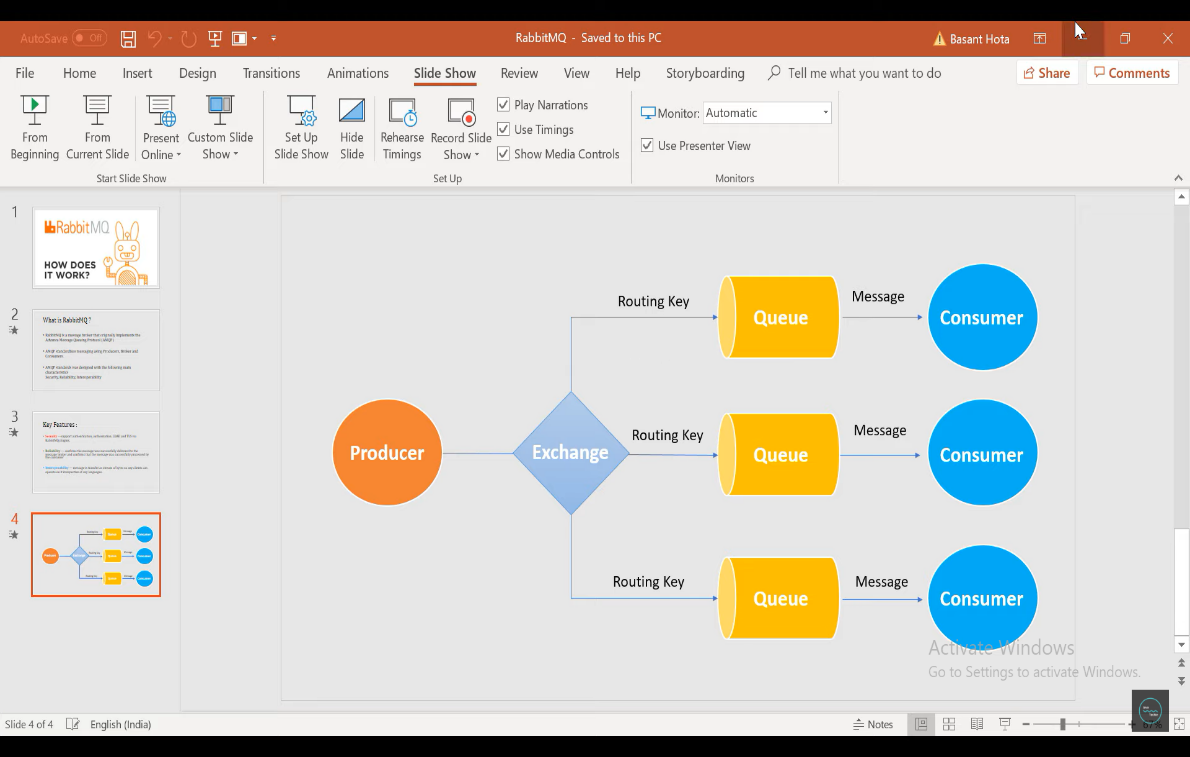 AutoSave Off
RabbitMQ - Saved to this PC
Basant Hota
File Home Insert Design Transitions Animations Slide Show Review View Help Storyboarding Tell me what you want to do Share Comments
From Beginning
From Current Slide
Present Online
Custom Slide Show
Set Up Slide Show
Hide Slide
Rehearse Timings
Record Slide Show
Play Narrations
Use Timings
Show Media Controls
Monitor: Automatic
Use Presenter View
Start Slide Show
Set Up
Monitors
1
RabbitMQ
HOW DOES
IT WORK?
2
What is RabbitMQ ?
3
Key Features :
4
Routing Key
Queue
Message
Consumer
Producer
Exchange
Routing Key
Queue
Message
Consumer
Routing Key
Queue
Message
Consumer
Activate Windows
Go to Settings to activate Windows.
Slide 4 of 4
English (India)
Notes